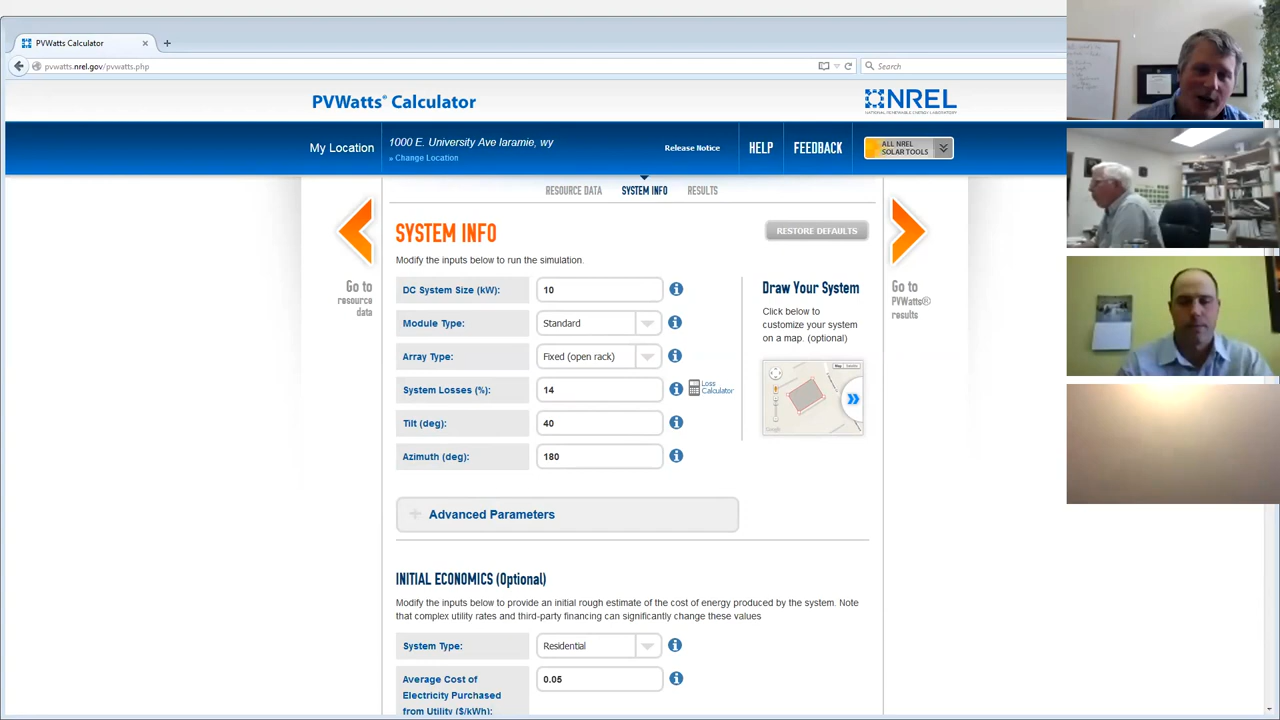 PVWatts Calculator
pvwatts.nrel.gov/pvwatts.php
Search
PVWatts® Calculator
NREL
NATIONAL RENEWABLE ENERGY LABORATORY
My Location
1000 E. University Ave laramie, wy
» Change Location
Release Notice
HELP
FEEDBACK
ALL NREL
SOLAR TOOLS
RESOURCE DATA
SYSTEM INFO
RESULTS
Go to
resource
data
SYSTEM INFO
RESTORE DEFAULTS
Modify the inputs below to run the simulation.
DC System Size (kW):
10
Module Type:
Standard
Array Type:
Fixed (open rack)
System Losses (%):
14
Loss
Calculator
Tilt (deg):
40
Azimuth (deg):
180
Draw Your System
Click below to
customize your system
on a map. (optional)
Go to
PVWatts®
results
Advanced Parameters
INITIAL ECONOMICS (Optional)
Modify the inputs below to provide an initial rough estimate of the cost of energy produced by the system. Note
that complex utility rates and third-party financing can significantly change these values
System Type:
Residential
Average Cost of
Electricity Purchased
from Utility ($/kWh):
0.05